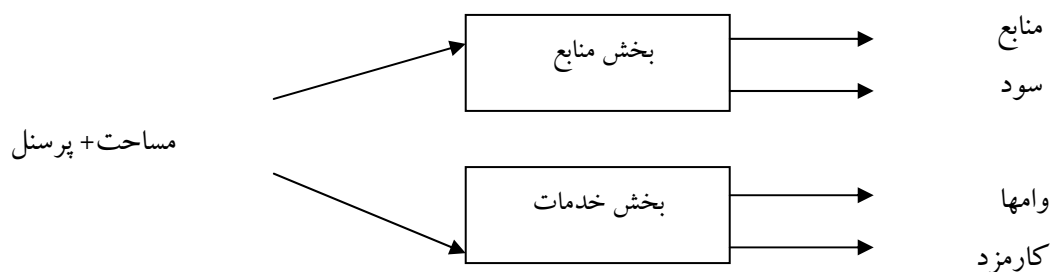 منابع
بخش منابع
سود
مساحت+ پرسنل
بخش خدمات
وامها
کارمزد